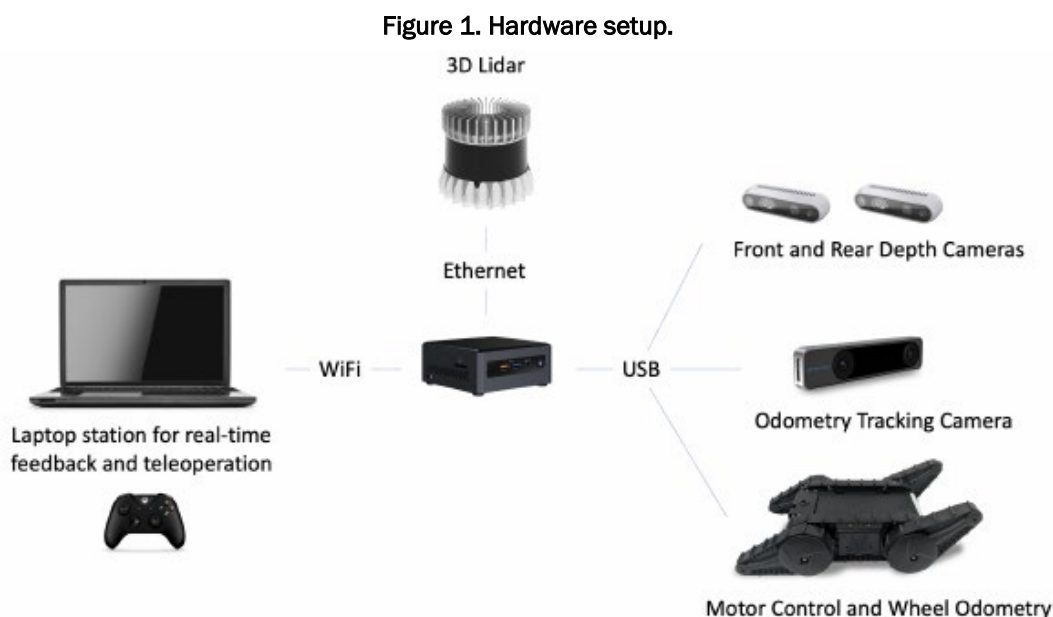 Figure 1. Hardware setup.
3D Lidar
Ethernet
Front and Rear Depth Cameras
WiFi
USB
Odometry Tracking Camera
Laptop station for real-time
feedback and teleoperation
Motor Control and Wheel Odometry